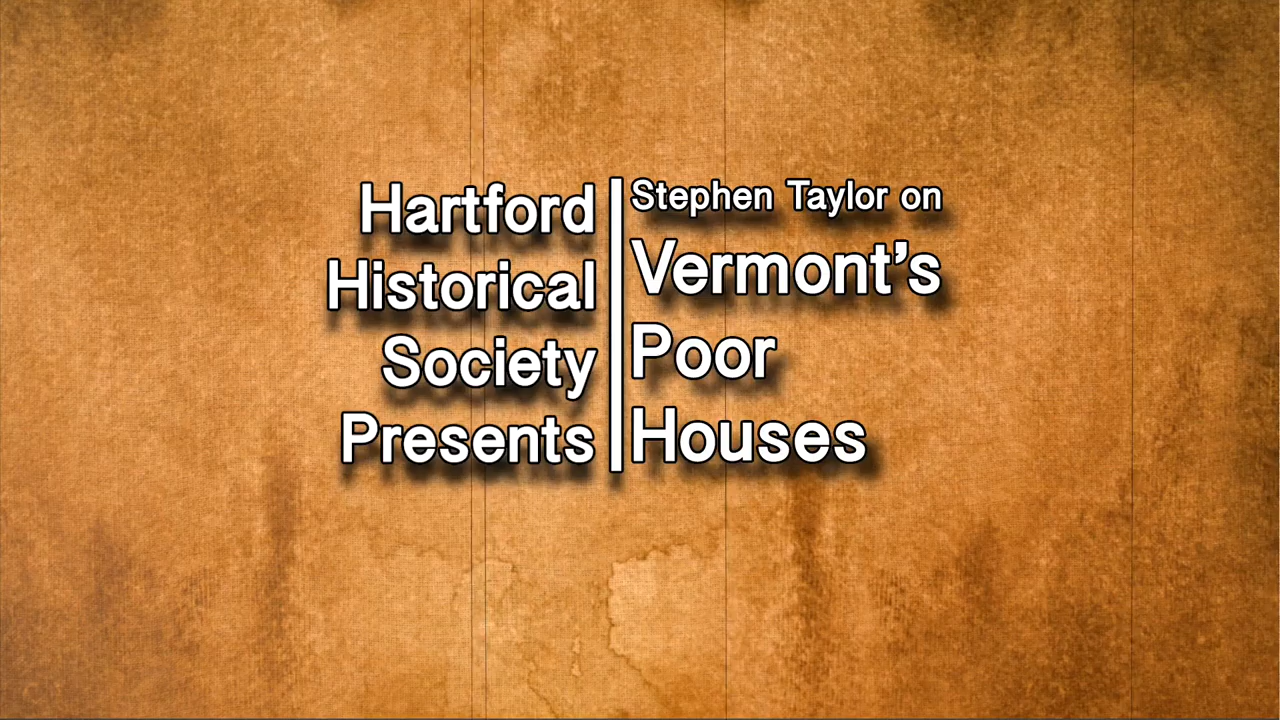 Hartford
Historical
Society
Presents
Stephen Taylor on
Vermont’s
Poor
Houses